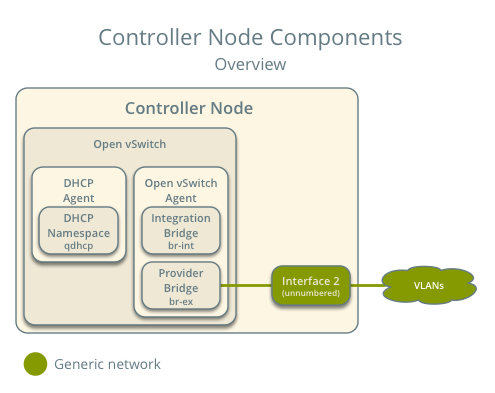 Controller Node Components
Overview
Controller Node
Open vSwitch
DHCP
Agent
DHCP
Namespace
qdhcp
Open vSwitch
Agent
Integration
Bridge
br-int
Provider
Bridge
br-ex
Interface 2
(unnumbered)
VLANs
Generic network